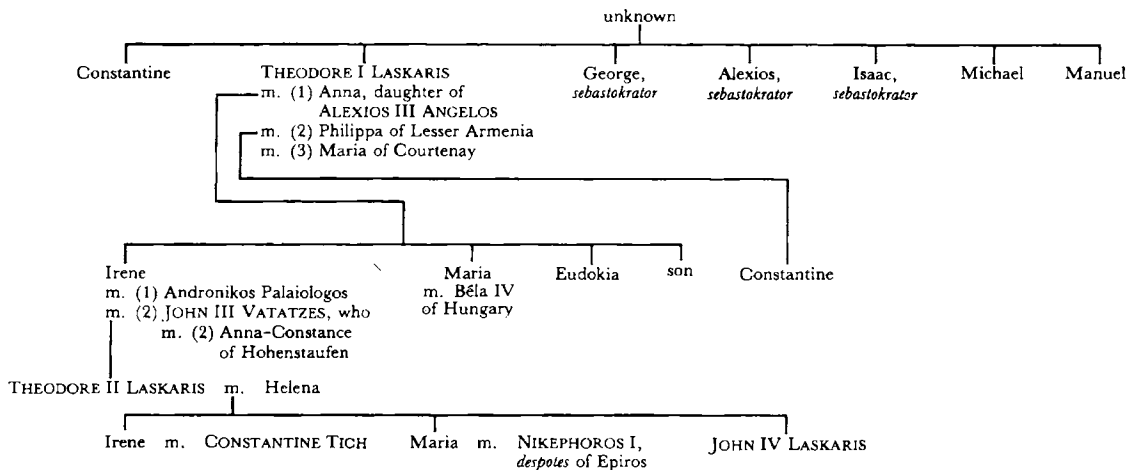 unknown
Constantine
THEODORE I LASKARIS
m. (1) Anna, daughter of
ALEXIOS III ANGELOS
m. (2) Philippa of Lesser Armenia
m. (3) Maria of Courtenay
George,
sebastokrator
Alexios,
sebastokrator
Isaac,
sebastokrator
Michael
Manuel
Irene
m. (1) Andronikos Palaiologos
m. (2) JOHN III VATATZES, who
m. (2) Anna-Constance
of Hohenstaufen
Maria
m. Béla IV
of Hungary
Eudokia
son
Constantine
THEODORE II LASKARIS m. Helena
Irene m. CONSTANTINE TICH
Maria m. NIKEPHOROS I,
despotes of Epiros
JOHN IV LASKARIS